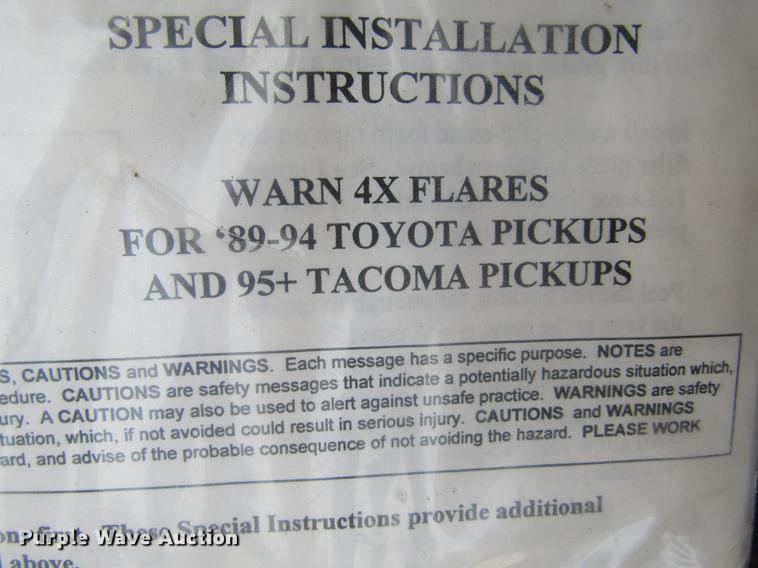 SPECIAL INSTALLATION
INSTRUCTIONS
WARN 4X FLARES
FOR ‘89-94 TOYOTA PICKUPS
AND 95+ TACOMA PICKUPS
S, CAUTIONS and WARNINGS. Each message has a specific purpose. NOTES are
edure. CAUTIONS are safety messages that indicate a potentially hazardous situation which,
ury. A CAUTION may also be used to alert against unsafe practice. WARNINGS are safety
tuation, which, if not avoided could result in serious injury. CAUTIONS and WARNINGS
ard, and advise of the probable consequence of not avoiding the hazard. PLEASE WORK
first. These Special Instructions provide additional
above.
Purple Wave Auction